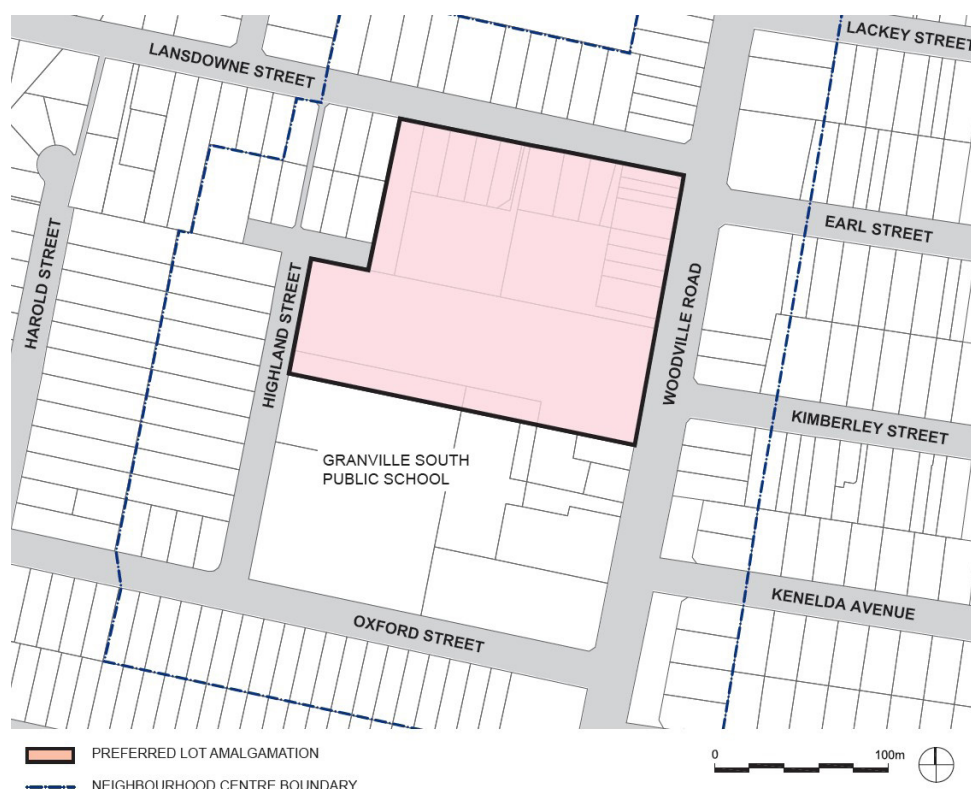 LACKEY STREET
LANSDOWNE STREET
EARL STREET
HAROLD STREET
HIGHLAND STREET
WOODVILLE ROAD
KIMBERLEY STREET
GRANVILLE SOUTH
PUBLIC SCHOOL
KENELDA AVENUE
OXFORD STREET
PREFERRED LOT AMALGAMATION
0 100m
NEIGHBOURHOOD CENTRE BOUNDARY